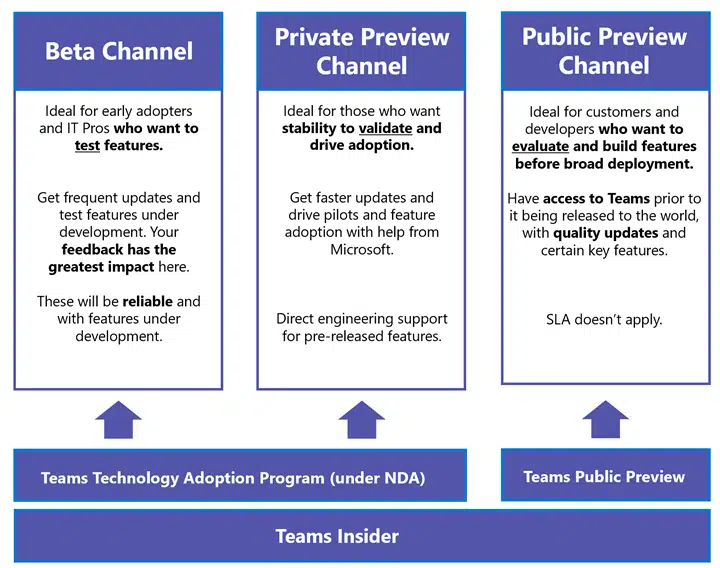 Beta Channel
Ideal for early adopters
and IT Pros who want to
test features.
Get frequent updates and
test features under
development. Your
feedback has the
greatest impact here.
These will be reliable and
with features under
development.
Private Preview
Channel
Ideal for those who want
stability to validate and
drive adoption.
Get faster updates and
drive pilots and feature
adoption with help from
Microsoft.
Direct engineering support
for pre-released features.
Public Preview
Channel
Ideal for customers and
developers who want to
evaluate and build features
before broad deployment.
Have access to Teams prior to
it being released to the world,
with quality updates and
certain key features.
SLA doesn’t apply.
Teams Technology Adoption Program (under NDA)
Teams Public Preview
Teams Insider